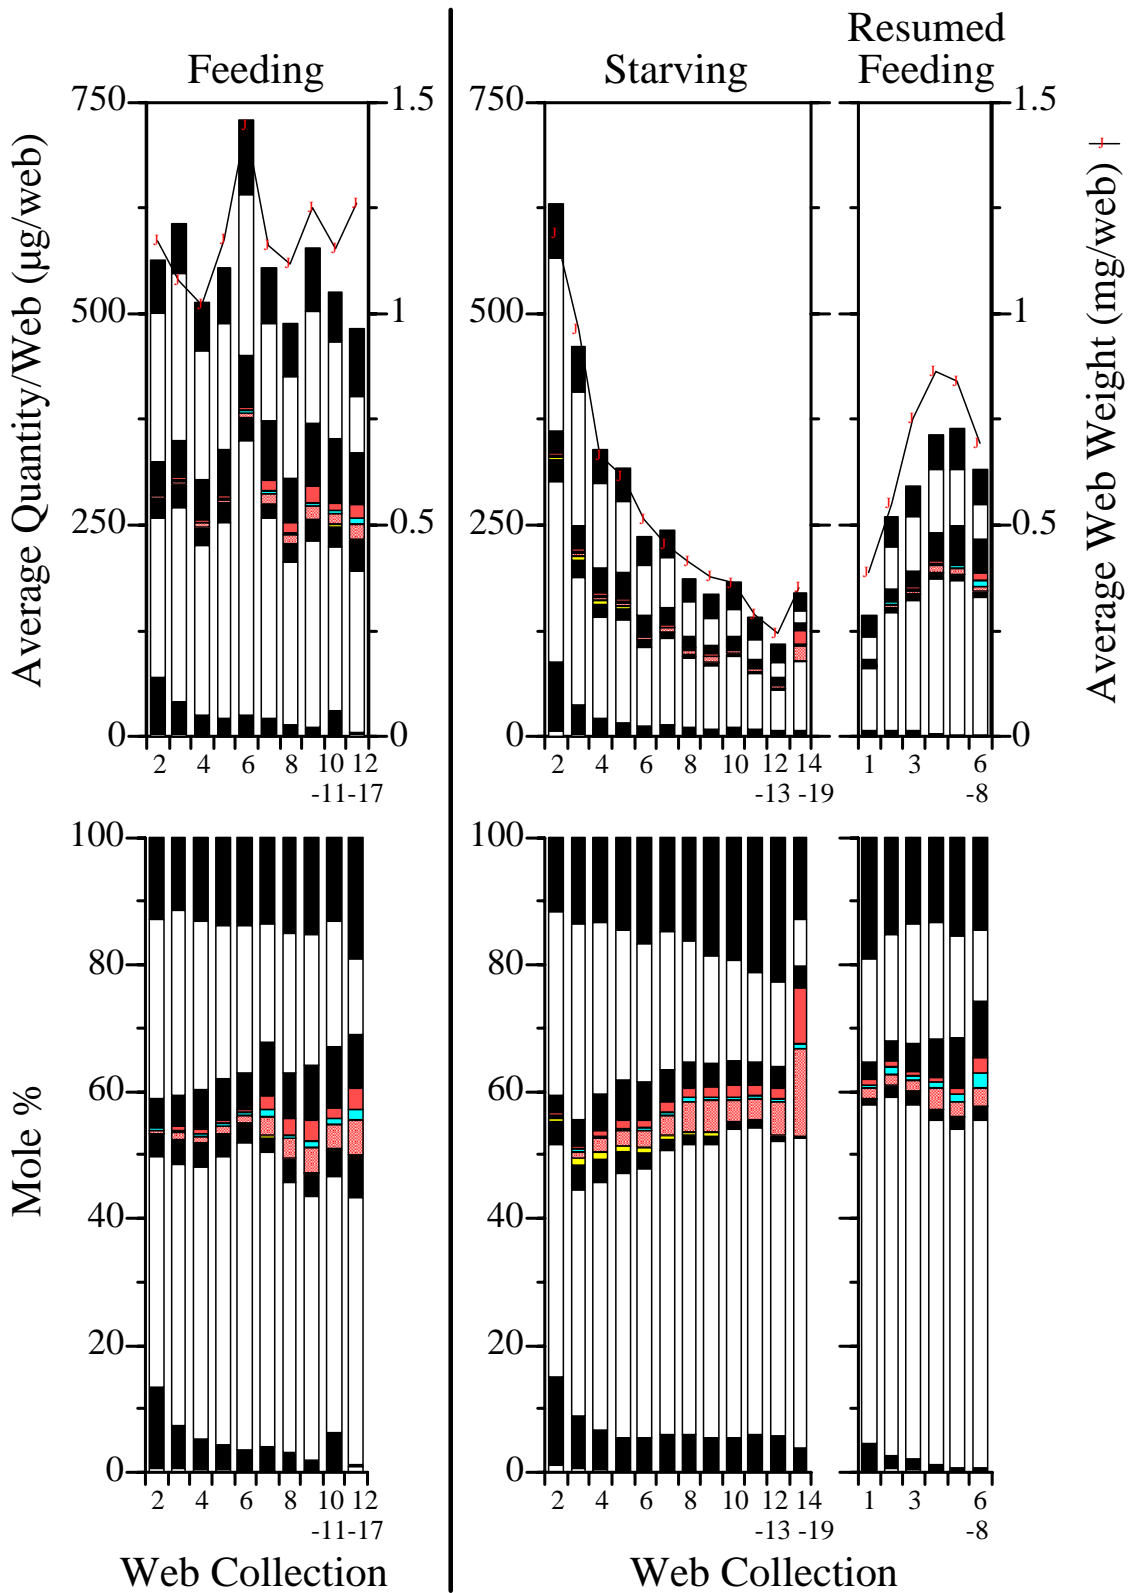 Feeding
Starving
Resumed
Feeding
Average Quantity/Web (µg/web)
750
500
250
0
1.5
1
0.5
0
2 4 6 8 10 12
-11-17
750
500
250
0
2 4 6 8 10 12 14
-13 -19
1.5
1
0.5
0
1 3 6
-8
Average Web Weight (mg/web) J
Mole %
100
80
60
40
20
0
2 4 6 8 10 12
-11-17
Web Collection
100
80
60
40
20
0
2 4 6 8 10 12 14
-13 -19
1 3 6
-8
Web Collection